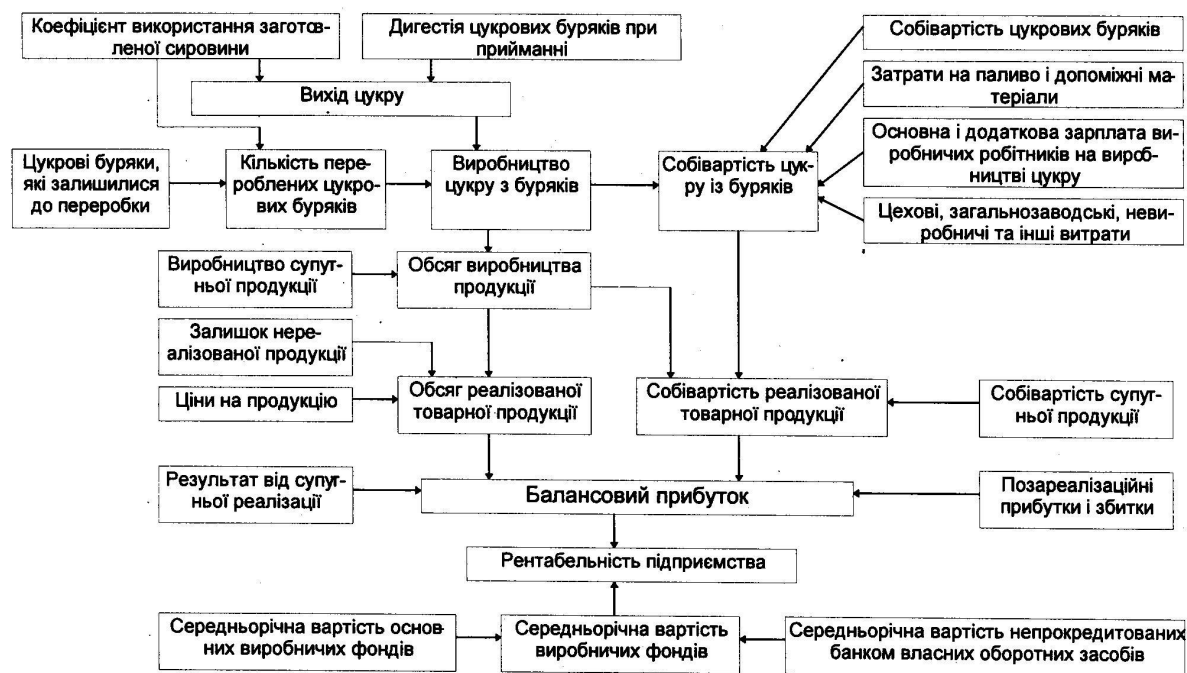 Коефіцієнт використання заготов-
леної сировини
Дигестія цукрових буряків при
прийманні
Собівартість цукрових буряків
Вихід цукру
Затрати на паливо і допоміжні ма-
теріали
Цукрові буряки,
які залишилися
до переробки
Кількість пере-
роблених цукро-
вих буряків
Виробництво
цукру з буряків
Собівартість цук-
ру із буряків
Основна і додаткова зарплата ви-
робничих робітників на вироб-
ництві цукру
Цехові, загальнозаводські, неви-
робничі та інші витрати
Виробництво супут-
ньої продукції
Обсяг виробництва
продукції
Залишок нере-
алізованої продукції
Ціни на продукцію
Обсяг реалізованої
товарної продукції
Собівартість реалізованої
товарної продукції
Собівартість супут-
ньої продукції
Результат від супут-
ньої реалізації
Балансовий прибуток
Позареалізаційні
прибутки і збитки
Рентабельність підприємства
Середньорічна вартість основ-
них виробничих фондів
Середньорічна вартість
виробничих фондів
Середньорічна вартість непрокредитованих
банком власних оборотних засобів